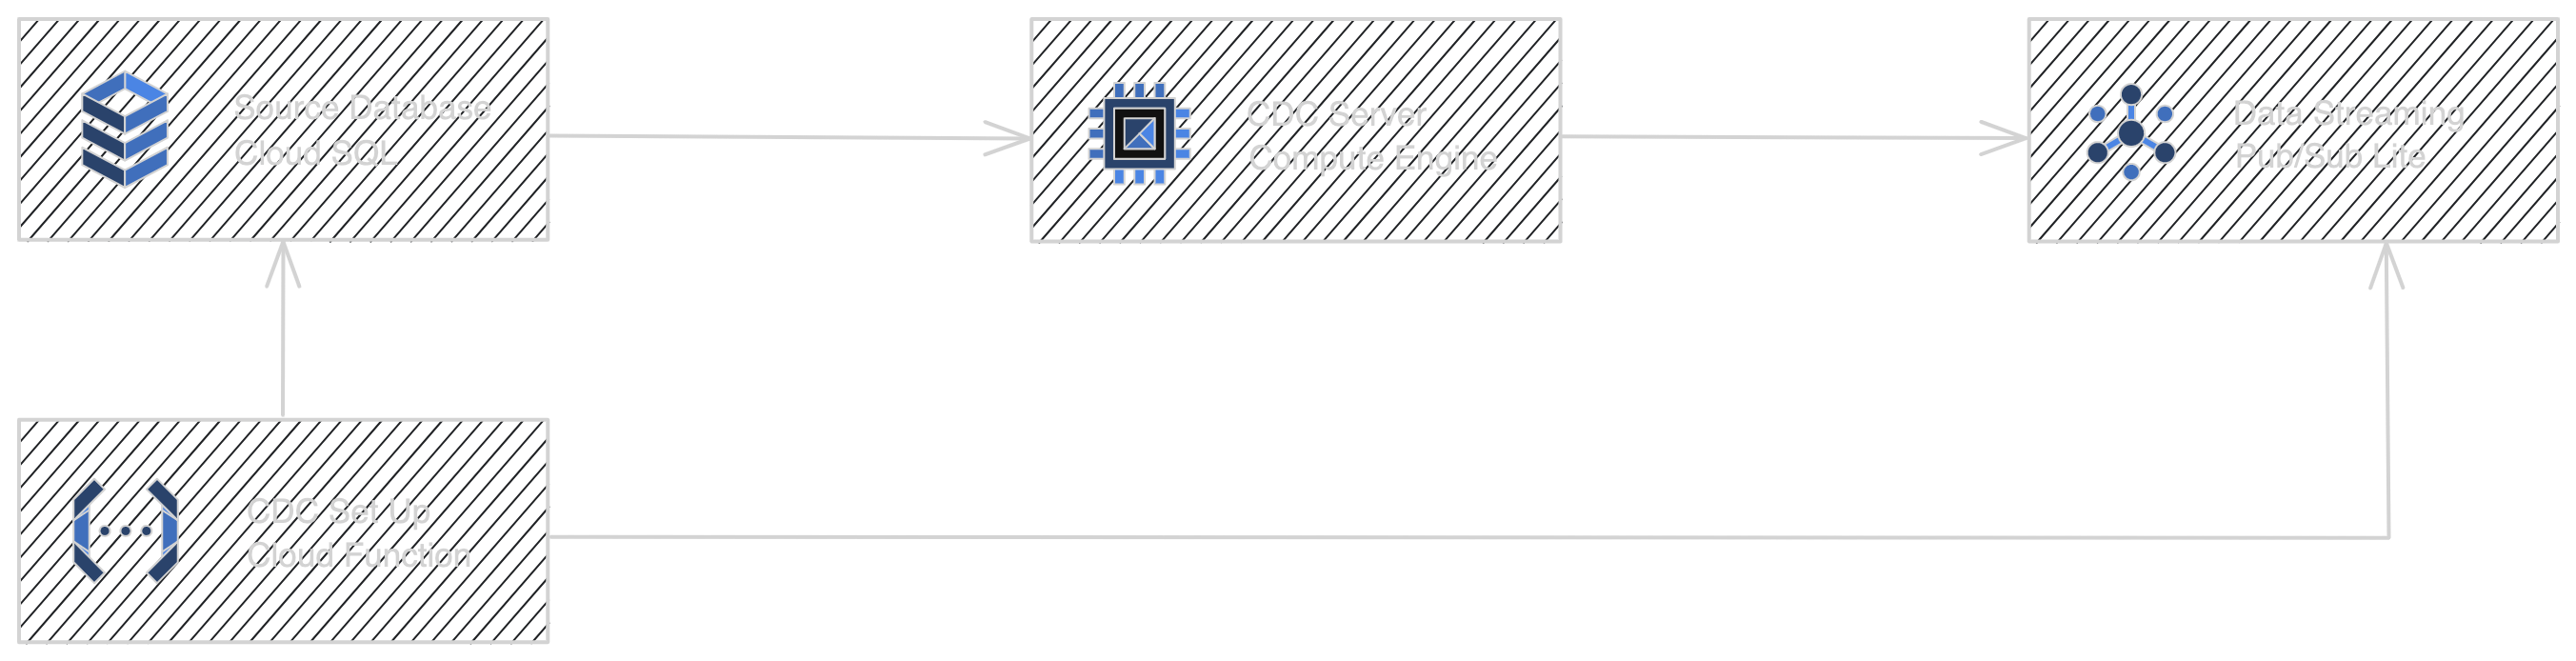 Source Database
Cloud SQL
CDC Server
Compute Engine
Data Streaming
Pub/Sub Lite
CDC Set Up
Cloud Function